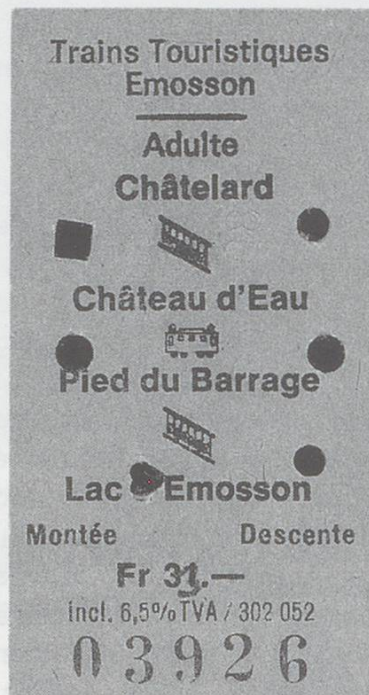 Trains Touristiques
Emosson
Adulte
Châtelard
Château d'Eau
Pied du Barrage
Lac Emosson
Montée Descente
Fr 31.—
incl. 6,5% TVA / 302 052
03926